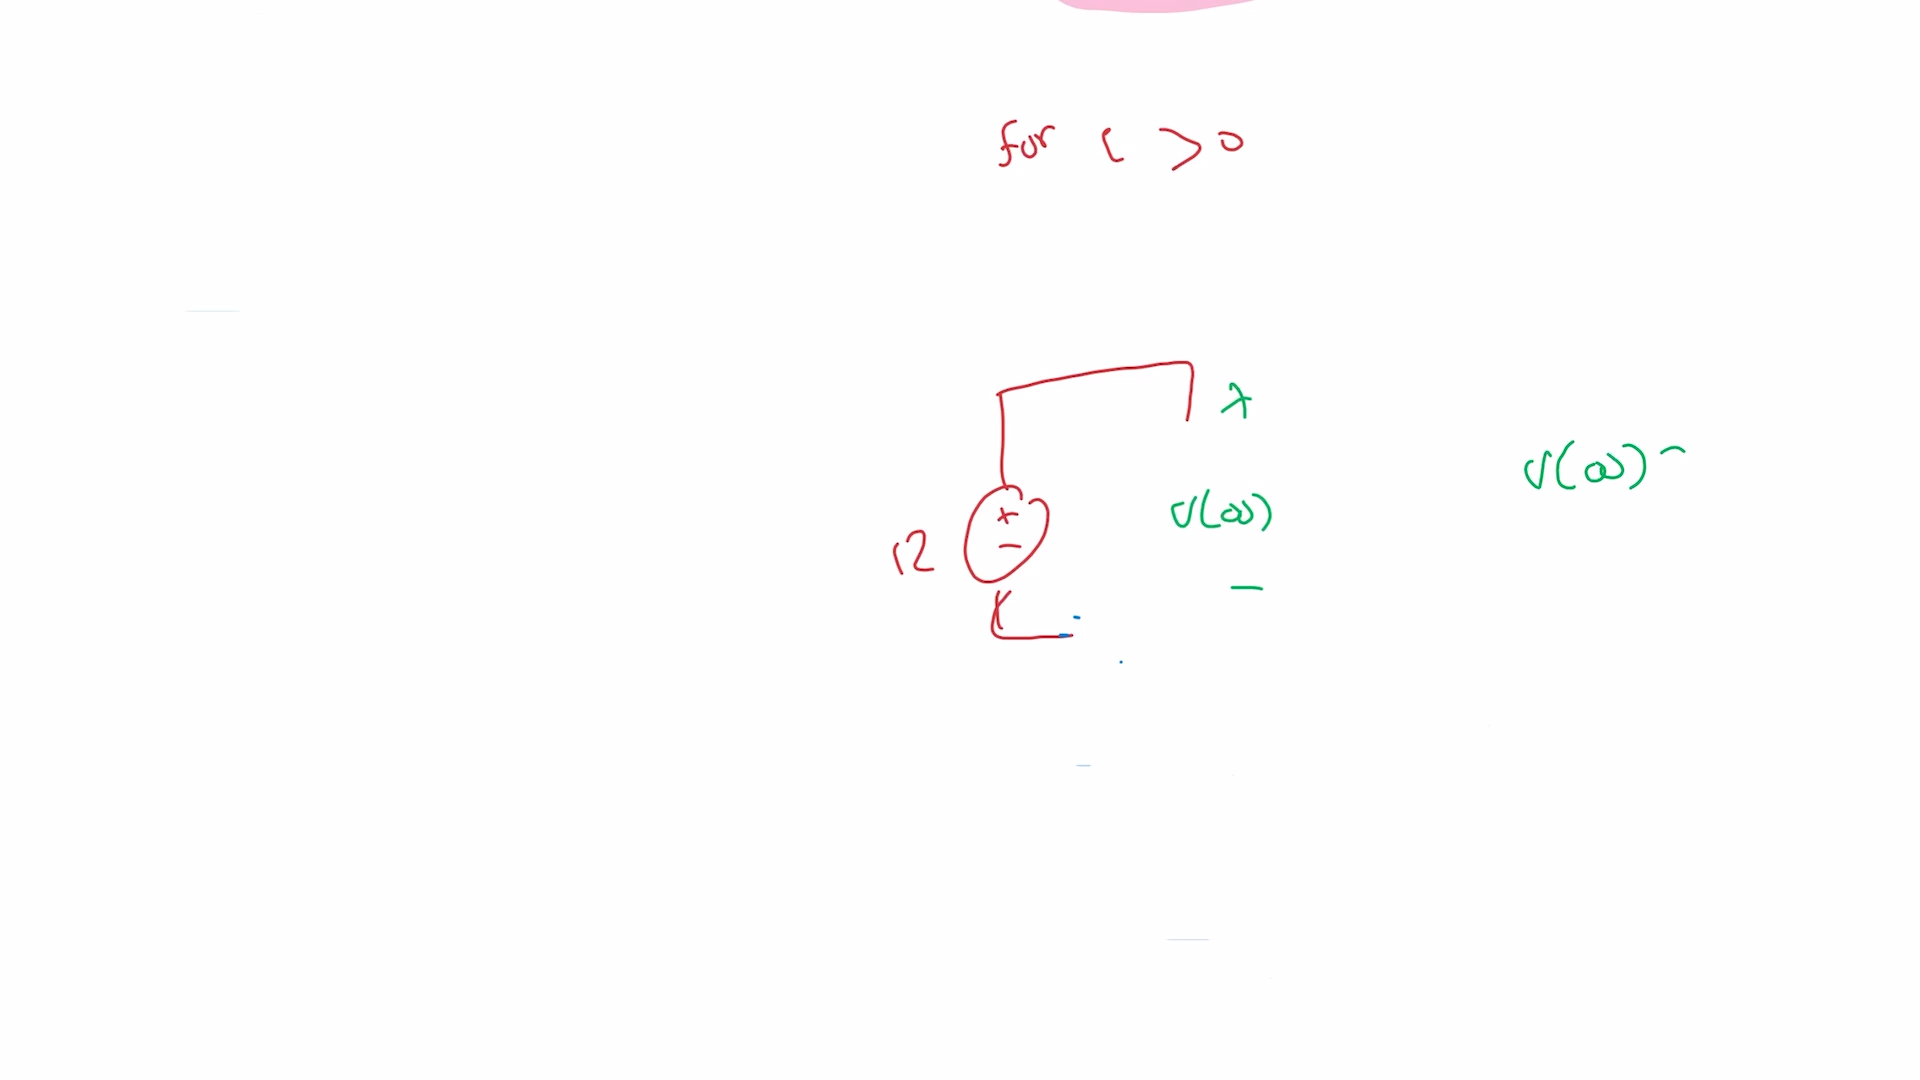 for t >0
+
v(∞)
v(∞) -
+
-
12
-